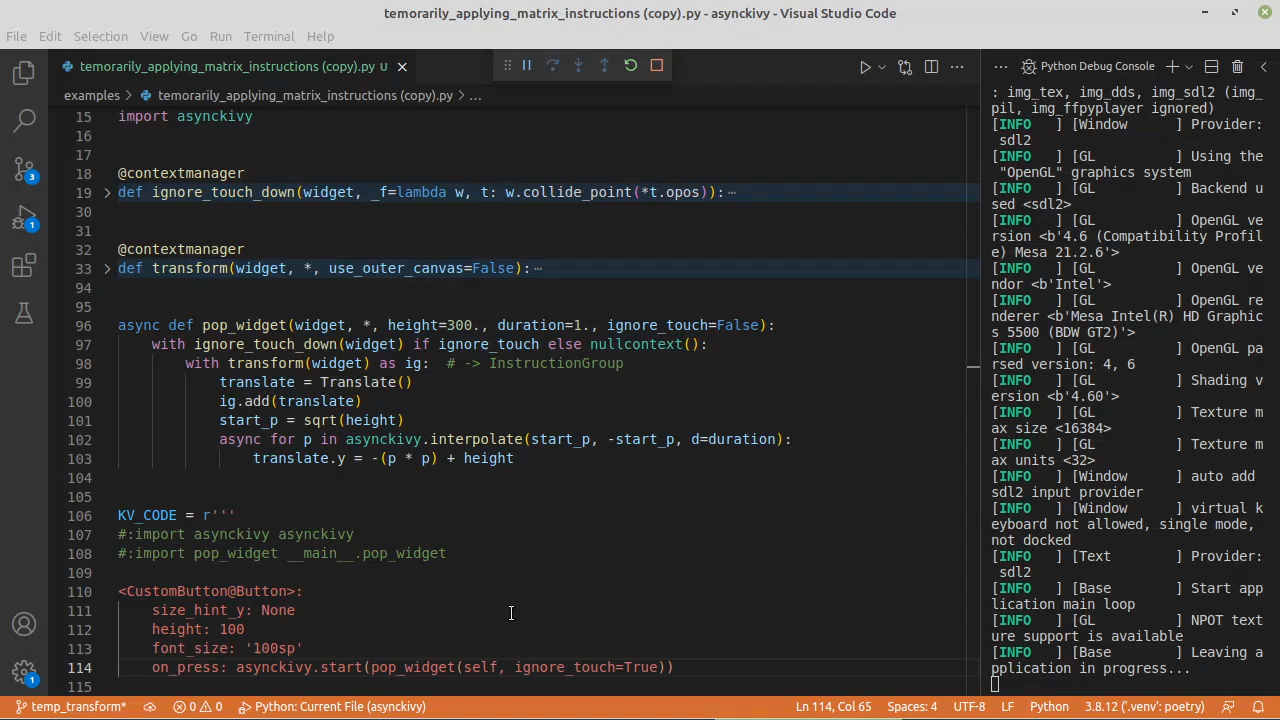 temorarily_applying_matrix_instructions (copy).py - asynckivy - Visual Studio Code
File Edit Selection View Go Run Terminal Help
temorarily_applying_matrix_instructions (copy).py U
Python Debug Console
examples > temorarily_applying_matrix_instructions (copy).py > ...
15 import asynckivy
16
17
18 @contextmanager
19 def ignore_touch_down(widget, _f=lambda w, t: w.collide_point(*t.opos)):⋯
30
31
32 @contextmanager
33 def transform(widget, *, use_outer_canvas=False):⋯
94
95
96 async def pop_widget(widget, *, height=300., duration=1., ignore_touch=False):
97 with ignore_touch_down(widget) if ignore_touch else nullcontext():
98 with transform(widget) as ig:  # -> InstructionGroup
99 translate = Translate()
100 ig.add(translate)
101 start_p = sqrt(height)
102 async for p in asynckivy.interpolate(start_p, -start_p, d=duration):
103 translate.y = -(p * p) + height
104
105
106 KV_CODE = r'''
107 #:import asynckivy asynckivy
108 #:import pop_widget __main__.pop_widget
109
110 <CustomButton@Button>:
111 size_hint_y: None
112 height: 100
113 font_size: '100sp'
114 on_press: asynckivy.start(pop_widget(self, ignore_touch=True))
115
: img_tex, img_dds, img_sdl2 (img_
pil, img_ffpyplayer ignored)
[INFO   ] [Window      ] Provider:
sdl2
[INFO   ] [GL          ] Using the
"OpenGL" graphics system
[INFO   ] [GL          ] Backend u
sed <sdl2>
[INFO   ] [GL          ] OpenGL ve
rsion <b'4.6 (Compatibility Profil
e) Mesa 21.2.6'>
[INFO   ] [GL          ] OpenGL ve
ndor <b'Intel'>
[INFO   ] [GL          ] OpenGL re
nderer <b'Mesa Intel(R) HD Graphic
s 5500 (BDW GT2)'>
[INFO   ] [GL          ] OpenGL pa
rsed version: 4, 6
[INFO   ] [GL          ] Shading v
ersion <b'4.60'>
[INFO   ] [GL          ] Texture m
ax size <16384>
[INFO   ] [GL          ] Texture m
ax units <32>
[INFO   ] [Window      ] auto add
sdl2 input provider
[INFO   ] [Window      ] virtual k
eyboard not allowed, single mode,
not docked
[INFO   ] [Text        ] Provider:
sdl2
[INFO   ] [Base        ] Start app
lication main loop
[INFO   ] [GL          ] NPOT text
ure support is available
[INFO   ] [Base        ] Leaving a
pplication in progress...
3
1
1
temp_transform* 0 0 Python: Current File (asynckivy) Ln 114, Col 65 Spaces: 4 UTF-8 LF Python 3.8.12 ('.venv': poetry)